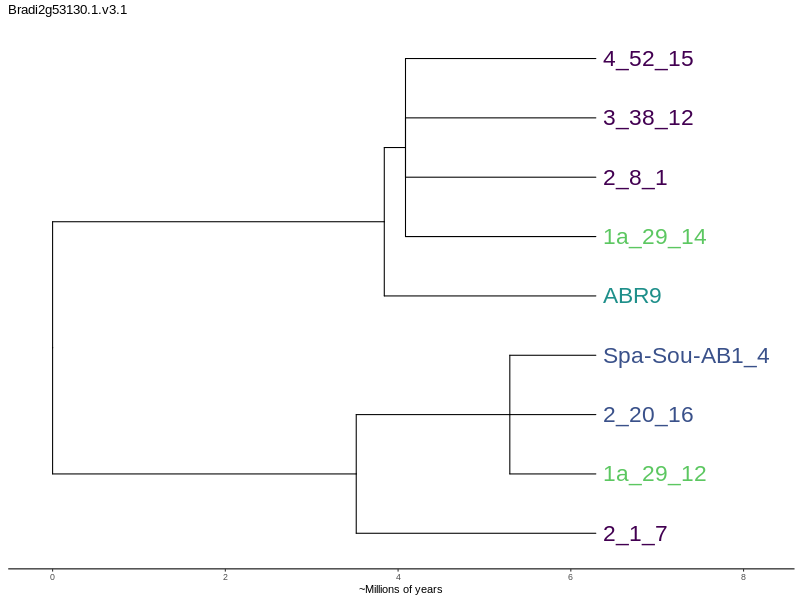 Bradi2g53130.1.v3.1
4_52_15
3_38_12
2_8_1
1a_29_14
ABR9
Spa-Sou-AB1_4
2_20_16
1a_29_12
2_1_7
0 2 4 6 8
~Millions of years